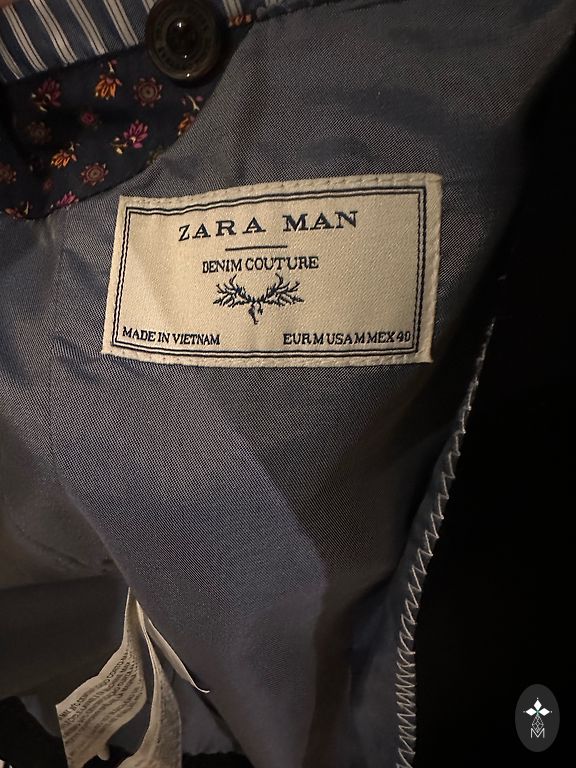 ZARA MAN
DENIM COUTURE
MADE IN VIETNAM
EUR M USA M MEX 40
M